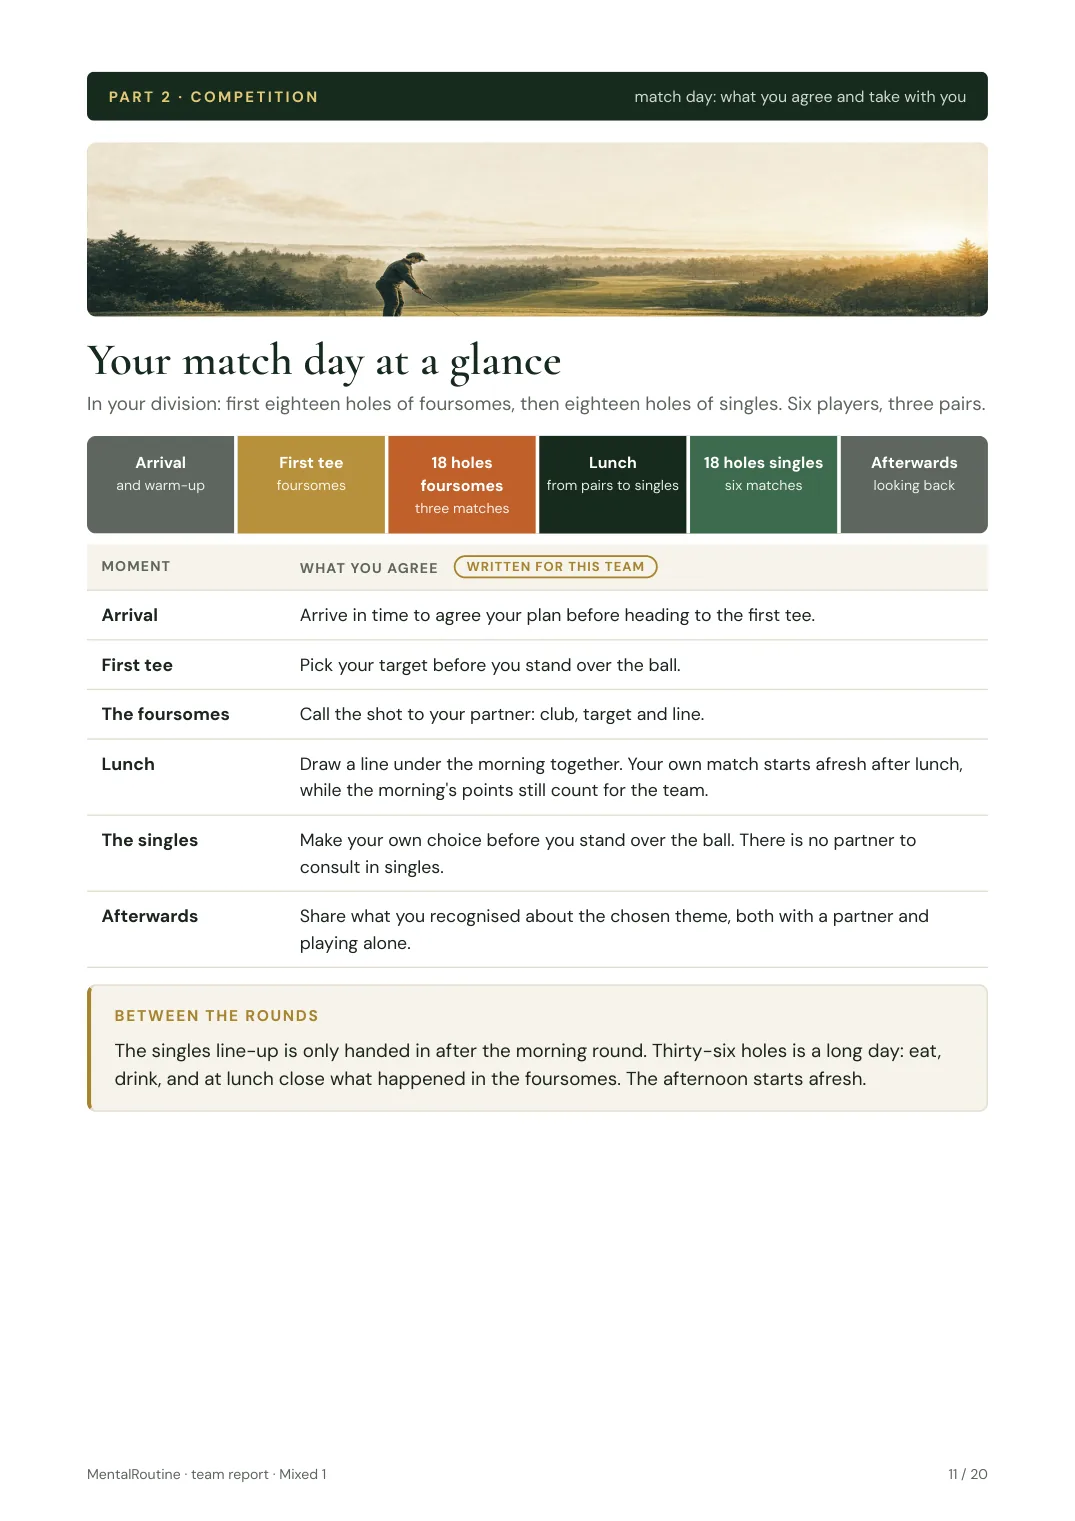 PART 2 · COMPETITION
match day: what you agree and take with you
Your match day at a glance
In your division: first eighteen holes of foursomes, then eighteen holes of singles. Six players, three pairs.
Arrival
and warm-up
First tee
foursomes
18 holes
foursomes
three matches
Lunch
from pairs to singles
18 holes singles
six matches
Afterwards
looking back
MOMENT
WHAT YOU AGREE
WRITTEN FOR THIS TEAM
Arrival
Arrive in time to agree your plan before heading to the first tee.
First tee
Pick your target before you stand over the ball.
The foursomes
Call the shot to your partner: club, target and line.
Lunch
Draw a line under the morning together. Your own match starts afresh after lunch,
while the morning's points still count for the team.
The singles
Make your own choice before you stand over the ball. There is no partner to
consult in singles.
Afterwards
Share what you recognised about the chosen theme, both with a partner and
playing alone.
BETWEEN THE ROUNDS
The singles line-up is only handed in after the morning round. Thirty-six holes is a long day: eat,
drink, and at lunch close what happened in the foursomes. The afternoon starts afresh.
MentalRoutine · team report · Mixed 1
11 / 20